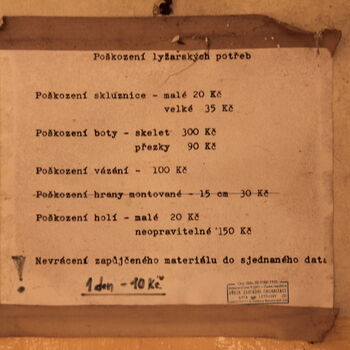 Poškození lyžarských potřeb
Poškození skluznice - malé 20 Kč
velké 35 Kč
Poškození boty - skelet 300 Kč
přezky 90 Kč
Poškození vázání - 100 Kč
Poškození hrany montované - 15 cm 30 Kč
Poškození holí - malé 20 Kč
neopravitelné 150 Kč
! Nevrácení zapůjčeného materiálu do sjednaného data
1 den - 10 Kč